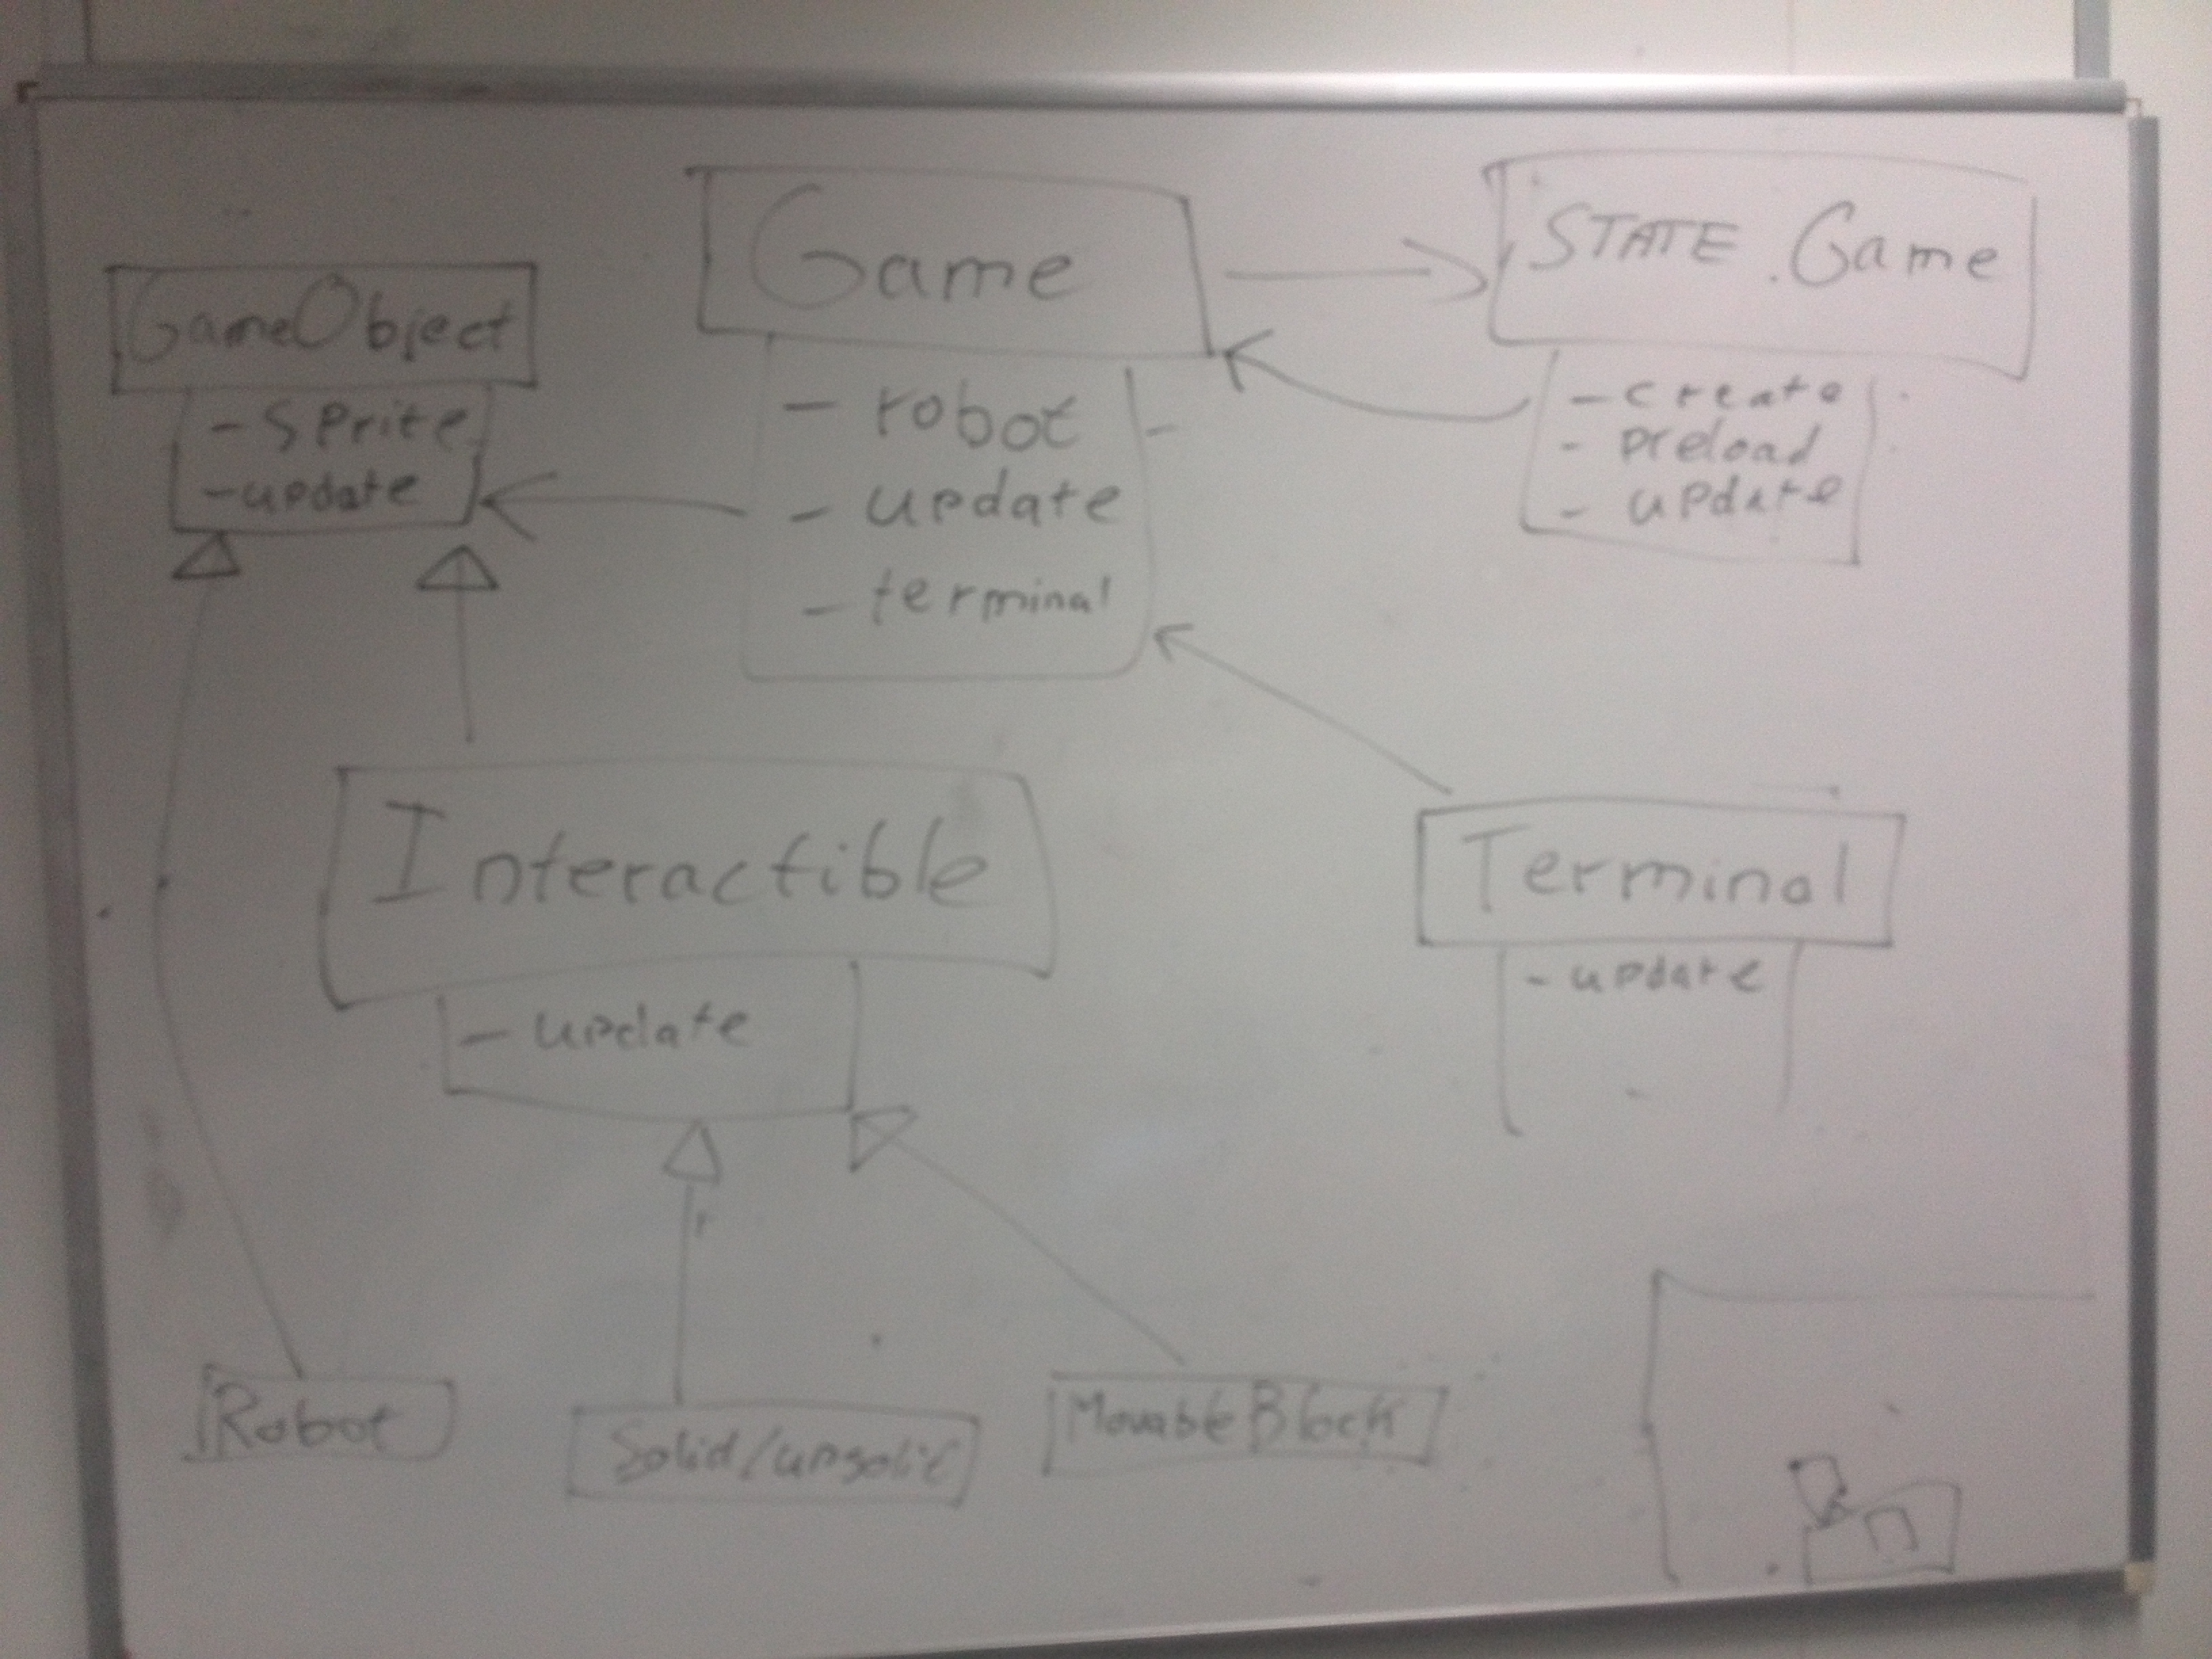 GameObject
- Sprite
- update
Game
- robot
- update
- terminal
STATE.Game
- create
- preload
- update
Interactible
- update
Terminal
- update
Robot
Solid/unsolid
MovableBlock